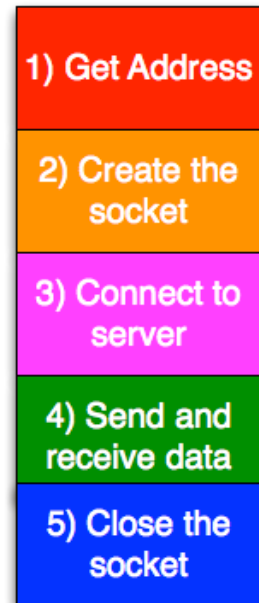 1) Get Address
2) Create the
socket
3) Connect to
server
4) Send and
receive data
5) Close the
socket